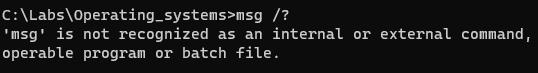 C:\Labs\Operating_systems>msg /?
'msg' is not recognized as an internal or external command,
operable program or batch file.